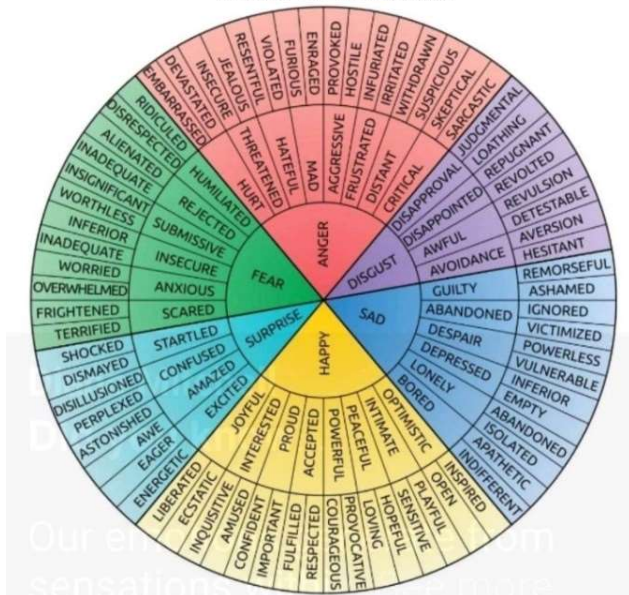 ANGER
HURT
THREATENED
HATEFUL
MAD
AGGRESSIVE
FRUSTRATED
DISTANT
CRITICAL
EMBARRASSED
DEVASTATED
INSECURE
JEALOUS
RESENTFUL
VIOLATED
FURIOUS
ENRAGED
PROVOKED
HOSTILE
INFURIATED
IRRITATED
WITHDRAWN
SUSPICIOUS
SKEPTICAL
SARCASTIC
DISGUST
DISAPPROVAL
DISAPPOINTED
AWFUL
AVOIDANCE
JUDGMENTAL
LOATHING
REPUGNANT
REVOLTED
REVULSION
DETESTABLE
AVERSION
HESITANT
SAD
GUILTY
ABANDONED
DESPAIR
DEPRESSED
LONELY
BORED
REMORSEFUL
ASHAMED
IGNORED
VICTIMIZED
POWERLESS
VULNERABLE
INFERIOR
EMPTY
ABANDONED
ISOLATED
APATHETIC
INDIFFERENT
HAPPY
OPTIMISTIC
INTIMATE
PEACEFUL
POWERFUL
ACCEPTED
PROUD
INTERESTED
JOYFUL
INSPIRED
OPEN
PLAYFUL
SENSITIVE
HOPEFUL
LOVING
PROVOCATIVE
COURAGEOUS
RESPECTED
FULFILLED
IMPORTANT
CONFIDENT
AMUSED
INQUISITIVE
ECSTATIC
LIBERATED
SURPRISE
EXCITED
AMAZED
CONFUSED
STARTLED
ENERGETIC
EAGER
AWE
ASTONISHED
PERPLEXED
DISILLUSIONED
DISMAYED
SHOCKED
FEAR
SCARED
ANXIOUS
INSECURE
SUBMISSIVE
REJECTED
HUMILIATED
TERRIFIED
FRIGHTENED
OVERWHELMED
WORRIED
INADEQUATE
INFERIOR
WORTHLESS
INSIGNIFICANT
INADEQUATE
ALIENATED
DISRESPECTED
RIDICULED
Our from
sensations